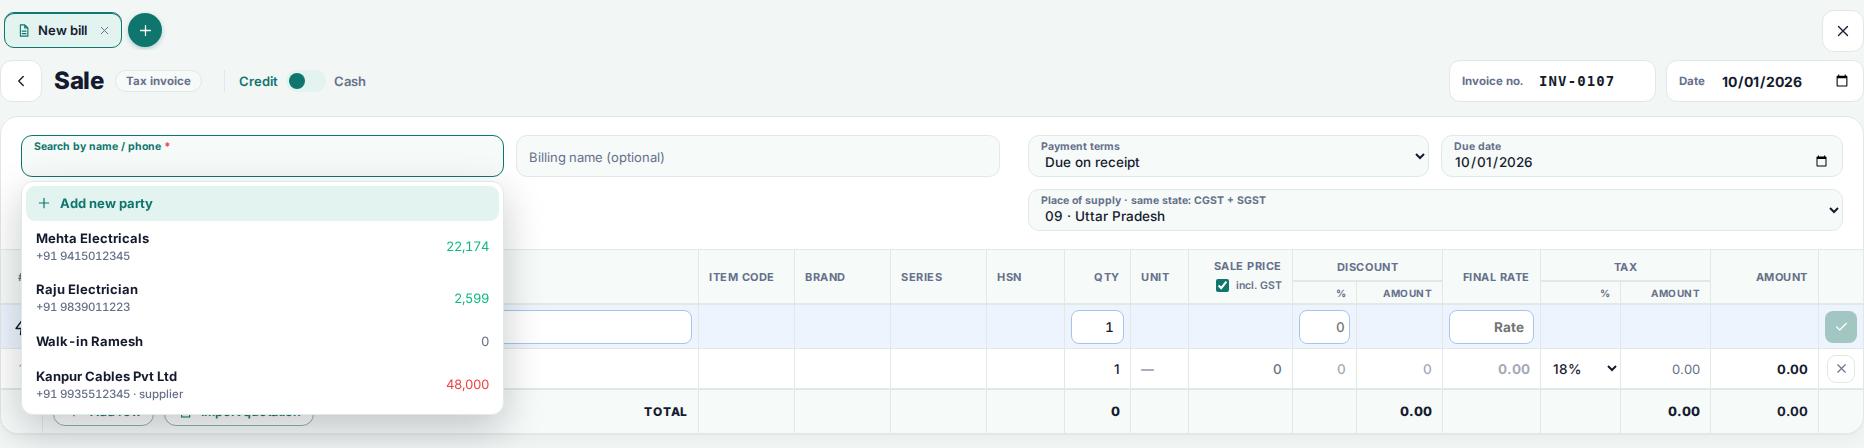 New bill
Sale Tax invoice Credit Cash Invoice no. INV-0107 Date 10/01/2026
Search by name / phone *
Billing name (optional)
Payment terms
Due on receipt
Due date
10/01/2026
Place of supply · same state: CGST + SGST
09 · Uttar Pradesh
Add new party
Mehta Electricals 22,174
+91 9415012345
Raju Electrician 2,599
+91 9839011223
Walk-in Ramesh 0
Kanpur Cables Pvt Ltd 48,000
+91 9935512345 · supplier
ITEM CODE BRAND SERIES HSN QTY UNIT SALE PRICE DISCOUNT FINAL RATE TAX AMOUNT
incl. GST % AMOUNT % AMOUNT
1 0 Rate
1 — 0 0 0 0.00 18% 0.00 0.00
TOTAL 0 0.00 0.00 0.00